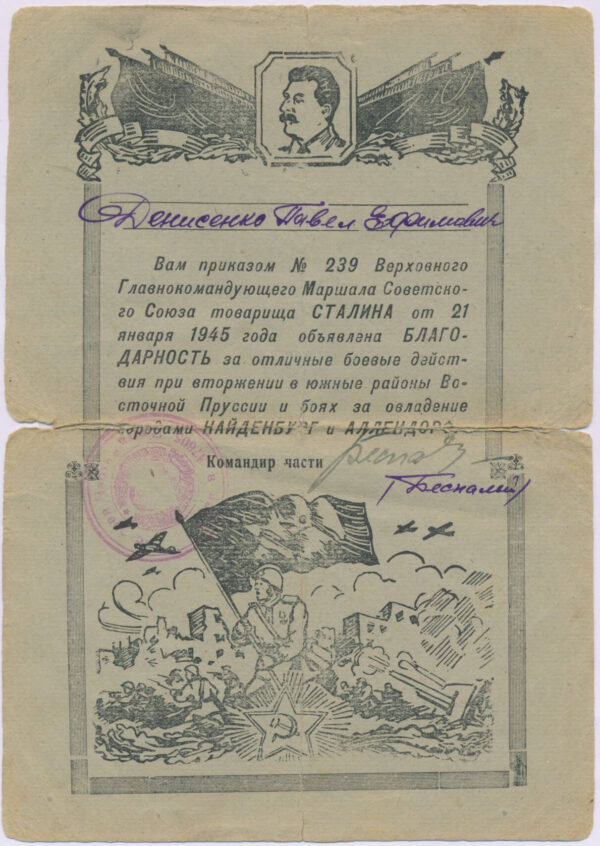 Денисенко Павел Ефимович
Вам приказом № 239 Верховного
Главнокомандующего Маршала Советско-
го Союза товарища СТАЛИНА от 21
января 1945 года объявлена БЛАГО-
ДАРНОСТЬ за отличные боевые дейст-
вия при вторжении в южные районы Во-
сточной Пруссии и боях за овладение
городами НАЙДЕНБУРГ и АЛЛЕНДОРФ
Командир части